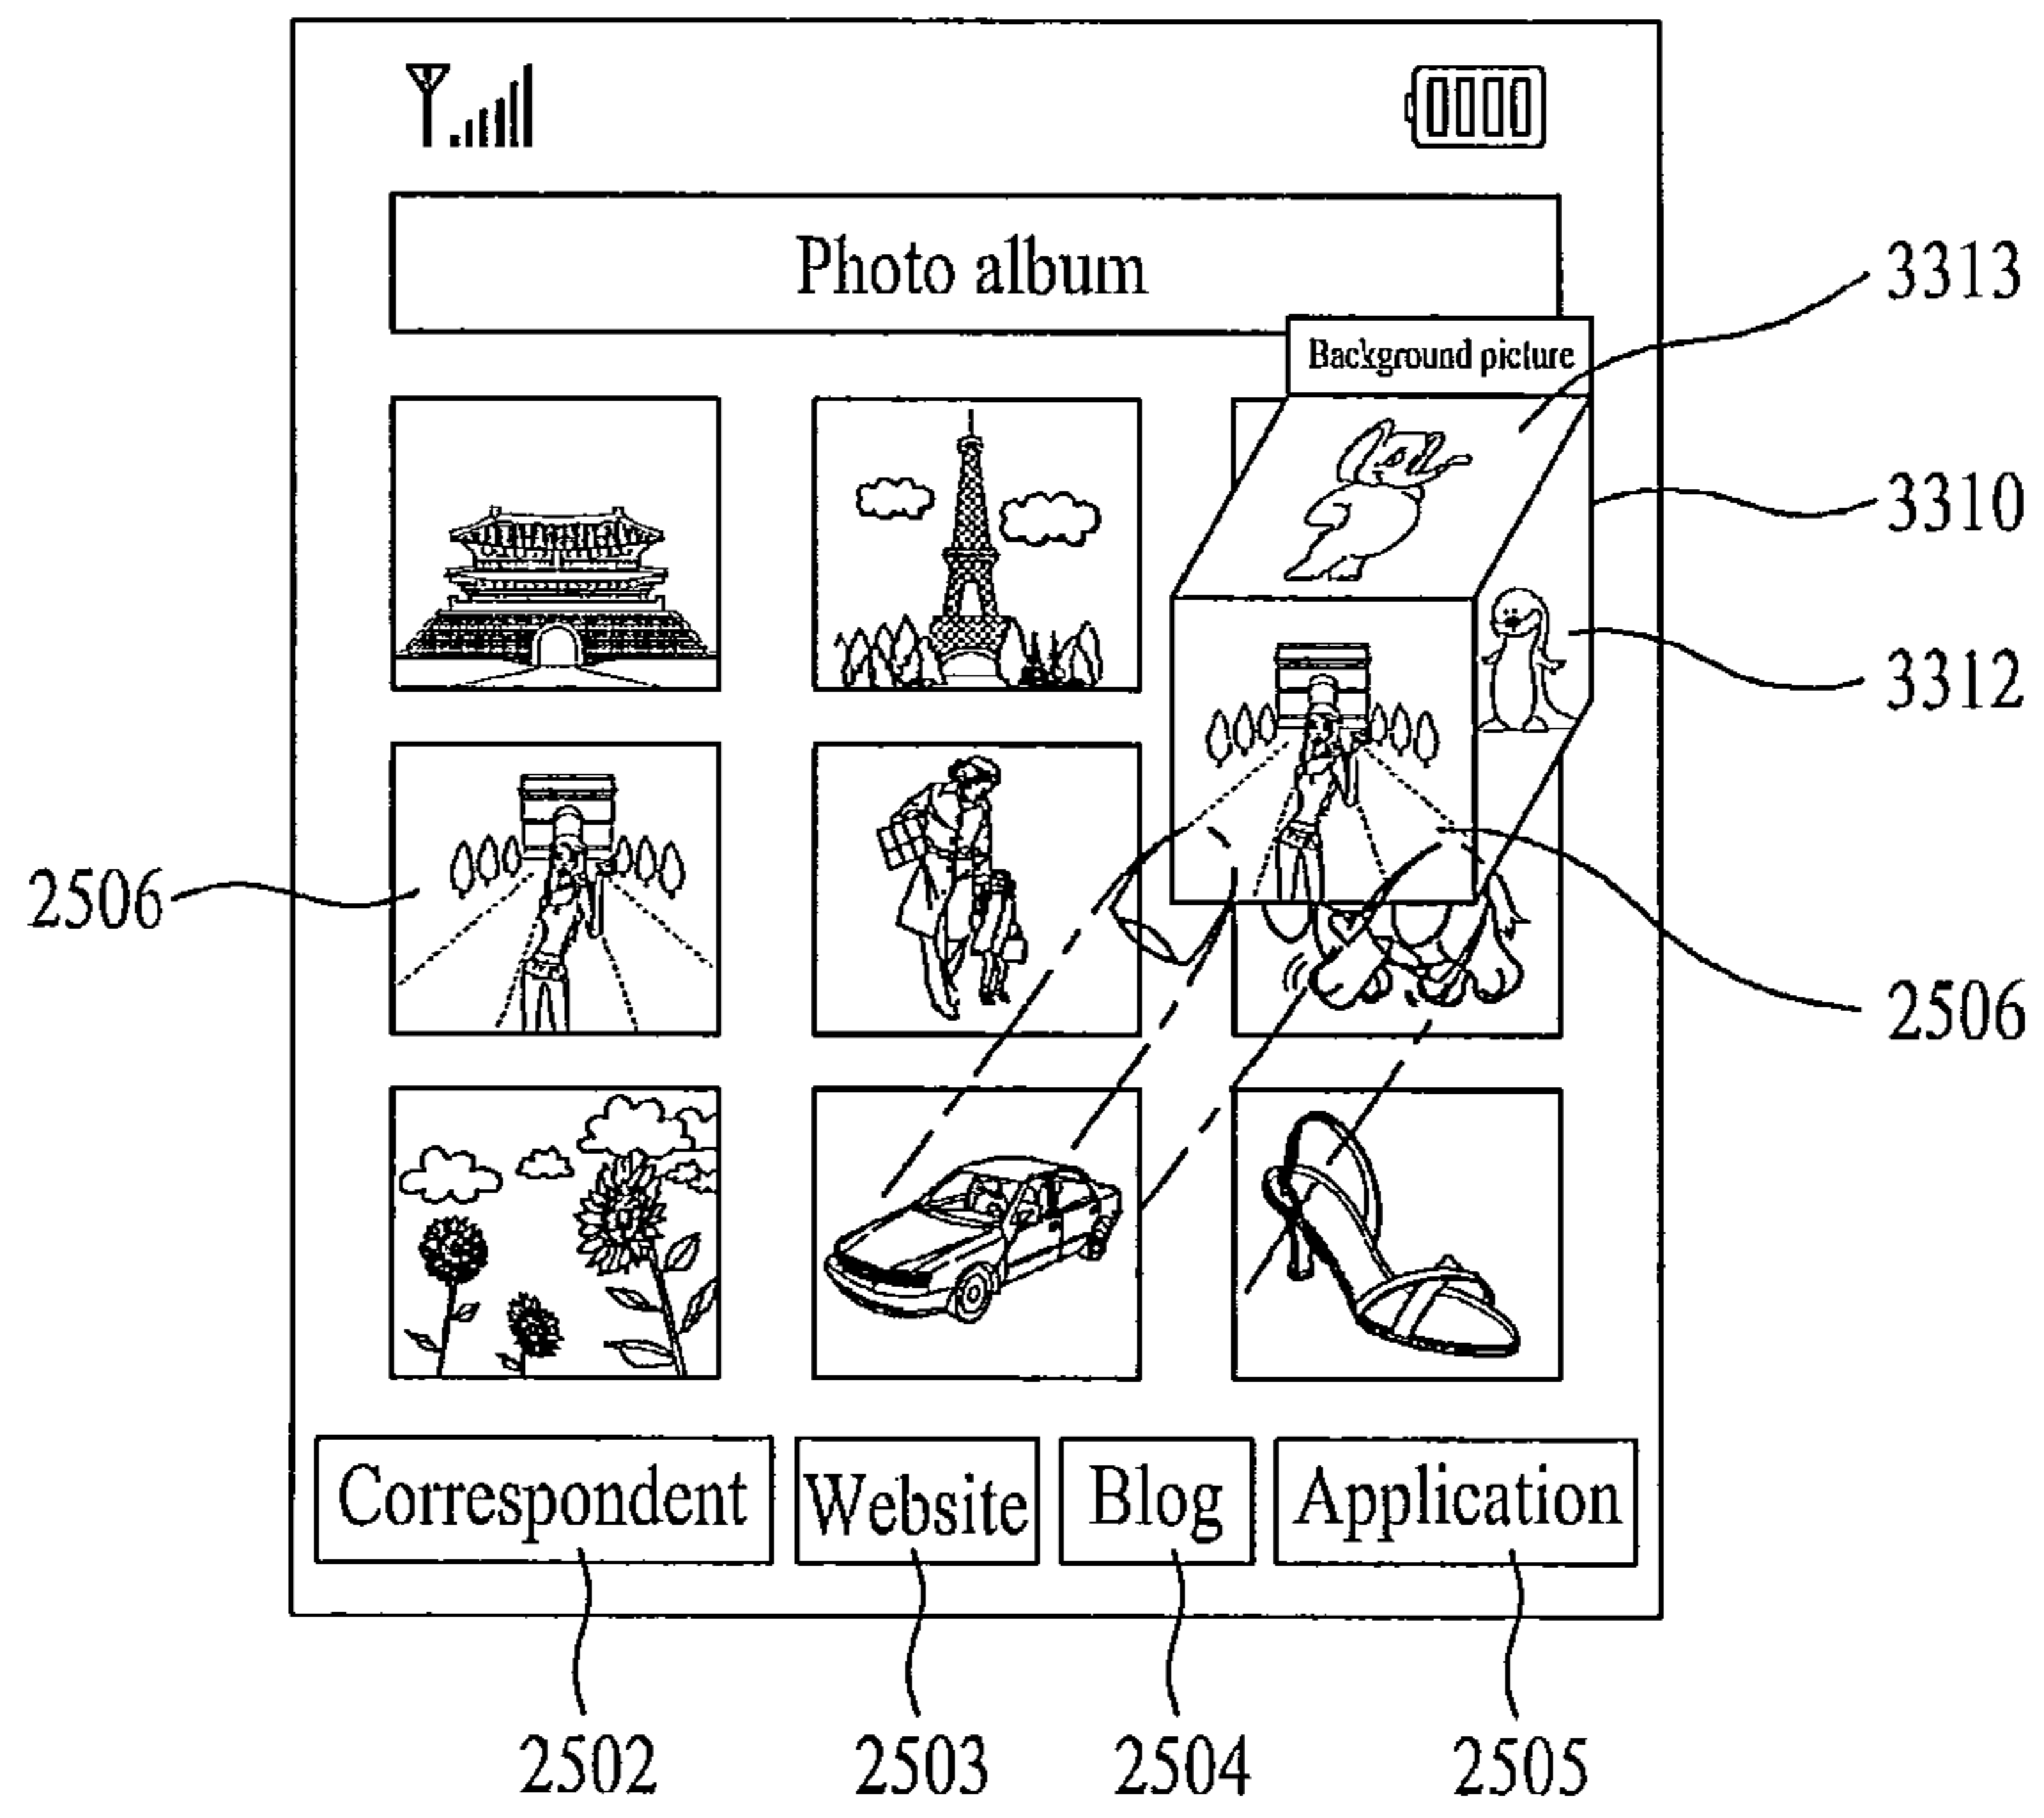 Photo album
3313
Background picture
3310
3312
2506
2506
Correspondent
Website
Blog
Application
2502
2503
2504
2505